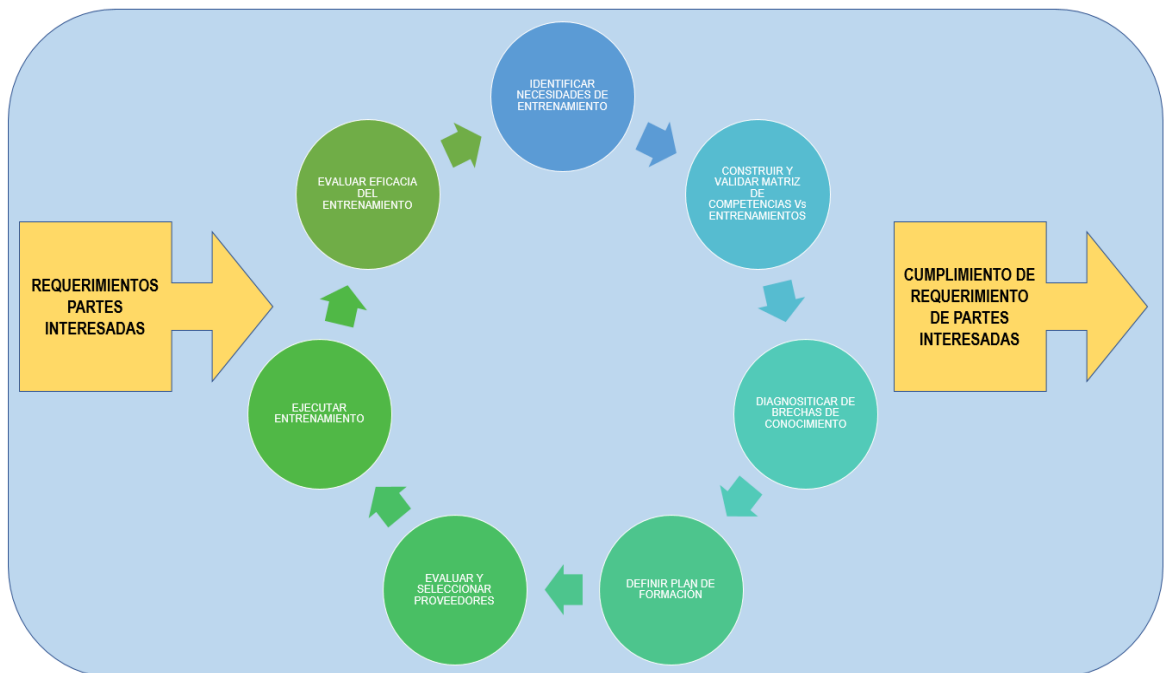 IDENTIFICAR
NECESIDADES DE
ENTRENAMIENTO
CONSTRUIR Y
VALIDAR MATRIZ
DE
COMPETENCIAS Vs
ENTRENAMIENTOS
DIAGNOSITICAR DE
BRECHAS DE
CONOCIMIENTO
DEFINIR PLAN DE
FORMACIÓN
EVALUAR Y
SELECCIONAR
PROVEEDORES
EJECUTAR
ENTRENAMIENTO
EVALUAR EFICACIA
DEL
ENTRENAMIENTO
REQUERIMIENTOS
PARTES
INTERESADAS
CUMPLIMIENTO DE
REQUERIMIENTO
DE PARTES
INTERESADAS